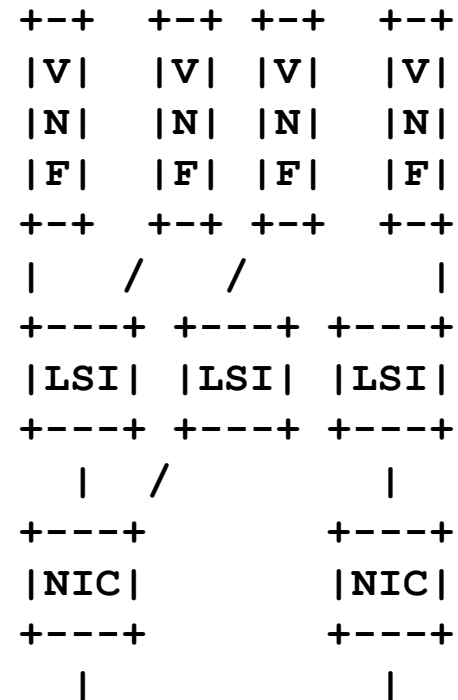 +-+  +-+ +-+  +-+
|V|  |V| |V|  |V|
|N|  |N| |N|  |N|
|F|  |F| |F|  |F|
+-+  +-+ +-+  +-+
|   /   /       |
+---+ +---+ +---+
|LSI| |LSI| |LSI|
+---+ +---+ +---+
  |  /        |
+---+       +---+
|NIC|       |NIC|
+---+       +---+
  |           |